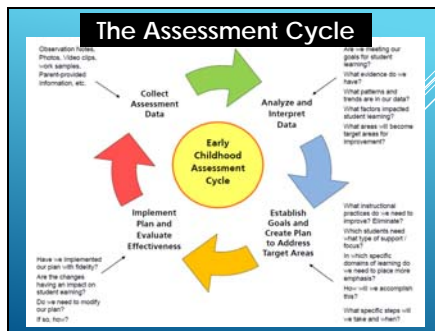 The Assessment Cycle
Observation Notes,
Photos, Video clips,
work samples,
Parent-provided
Information, etc.
Collect
Assessment
Data
Are we meeting our
goals for student
learning?
What evidence do we
have?
What patterns and
trends are in our data?
What factors impacted
student learning?
What areas will become
target areas for
improvement?
Analyze and
Interpret
Data
Early
Childhood
Assessment
Cycle
What instructional
practices do we need to
improve? Eliminate?
Which students need
what type of support /
focus?
In which specific
domains of learning do
we need to place more
emphasis?
How will we accomplish
this?
What specific steps will
we take and when?
Establish
Goals and
Create Plan
to Address
Target Areas
Implement
Plan and
Evaluate
Effectiveness
Have we implemented
our plan with fidelity?
Are the changes
having an impact on
student earning?
Do we need to modify
our plan?
If so, how?